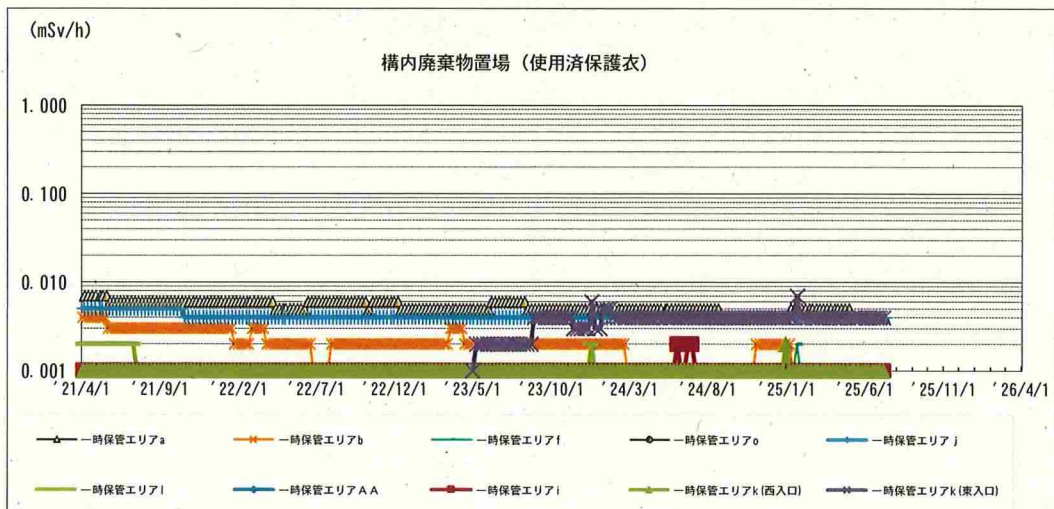 (mSv/h)
構内廃棄物置場（使用済保護衣）
1.000
0.100
0.010
0.001
'21/4/1 '21/9/1 '22/2/1 '22/7/1 '22/12/1 '23/5/1 '23/10/1 '24/3/1 '24/8/1 '25/1/1 '25/6/1 '25/11/1 '26/4/1
一時保管エリアa 一時保管エリアb 一時保管エリアf 一時保管エリアo 一時保管エリアj
一時保管エリアl 一時保管エリアAA 一時保管エリアi 一時保管エリアk(西入口) 一時保管エリアk(東入口)